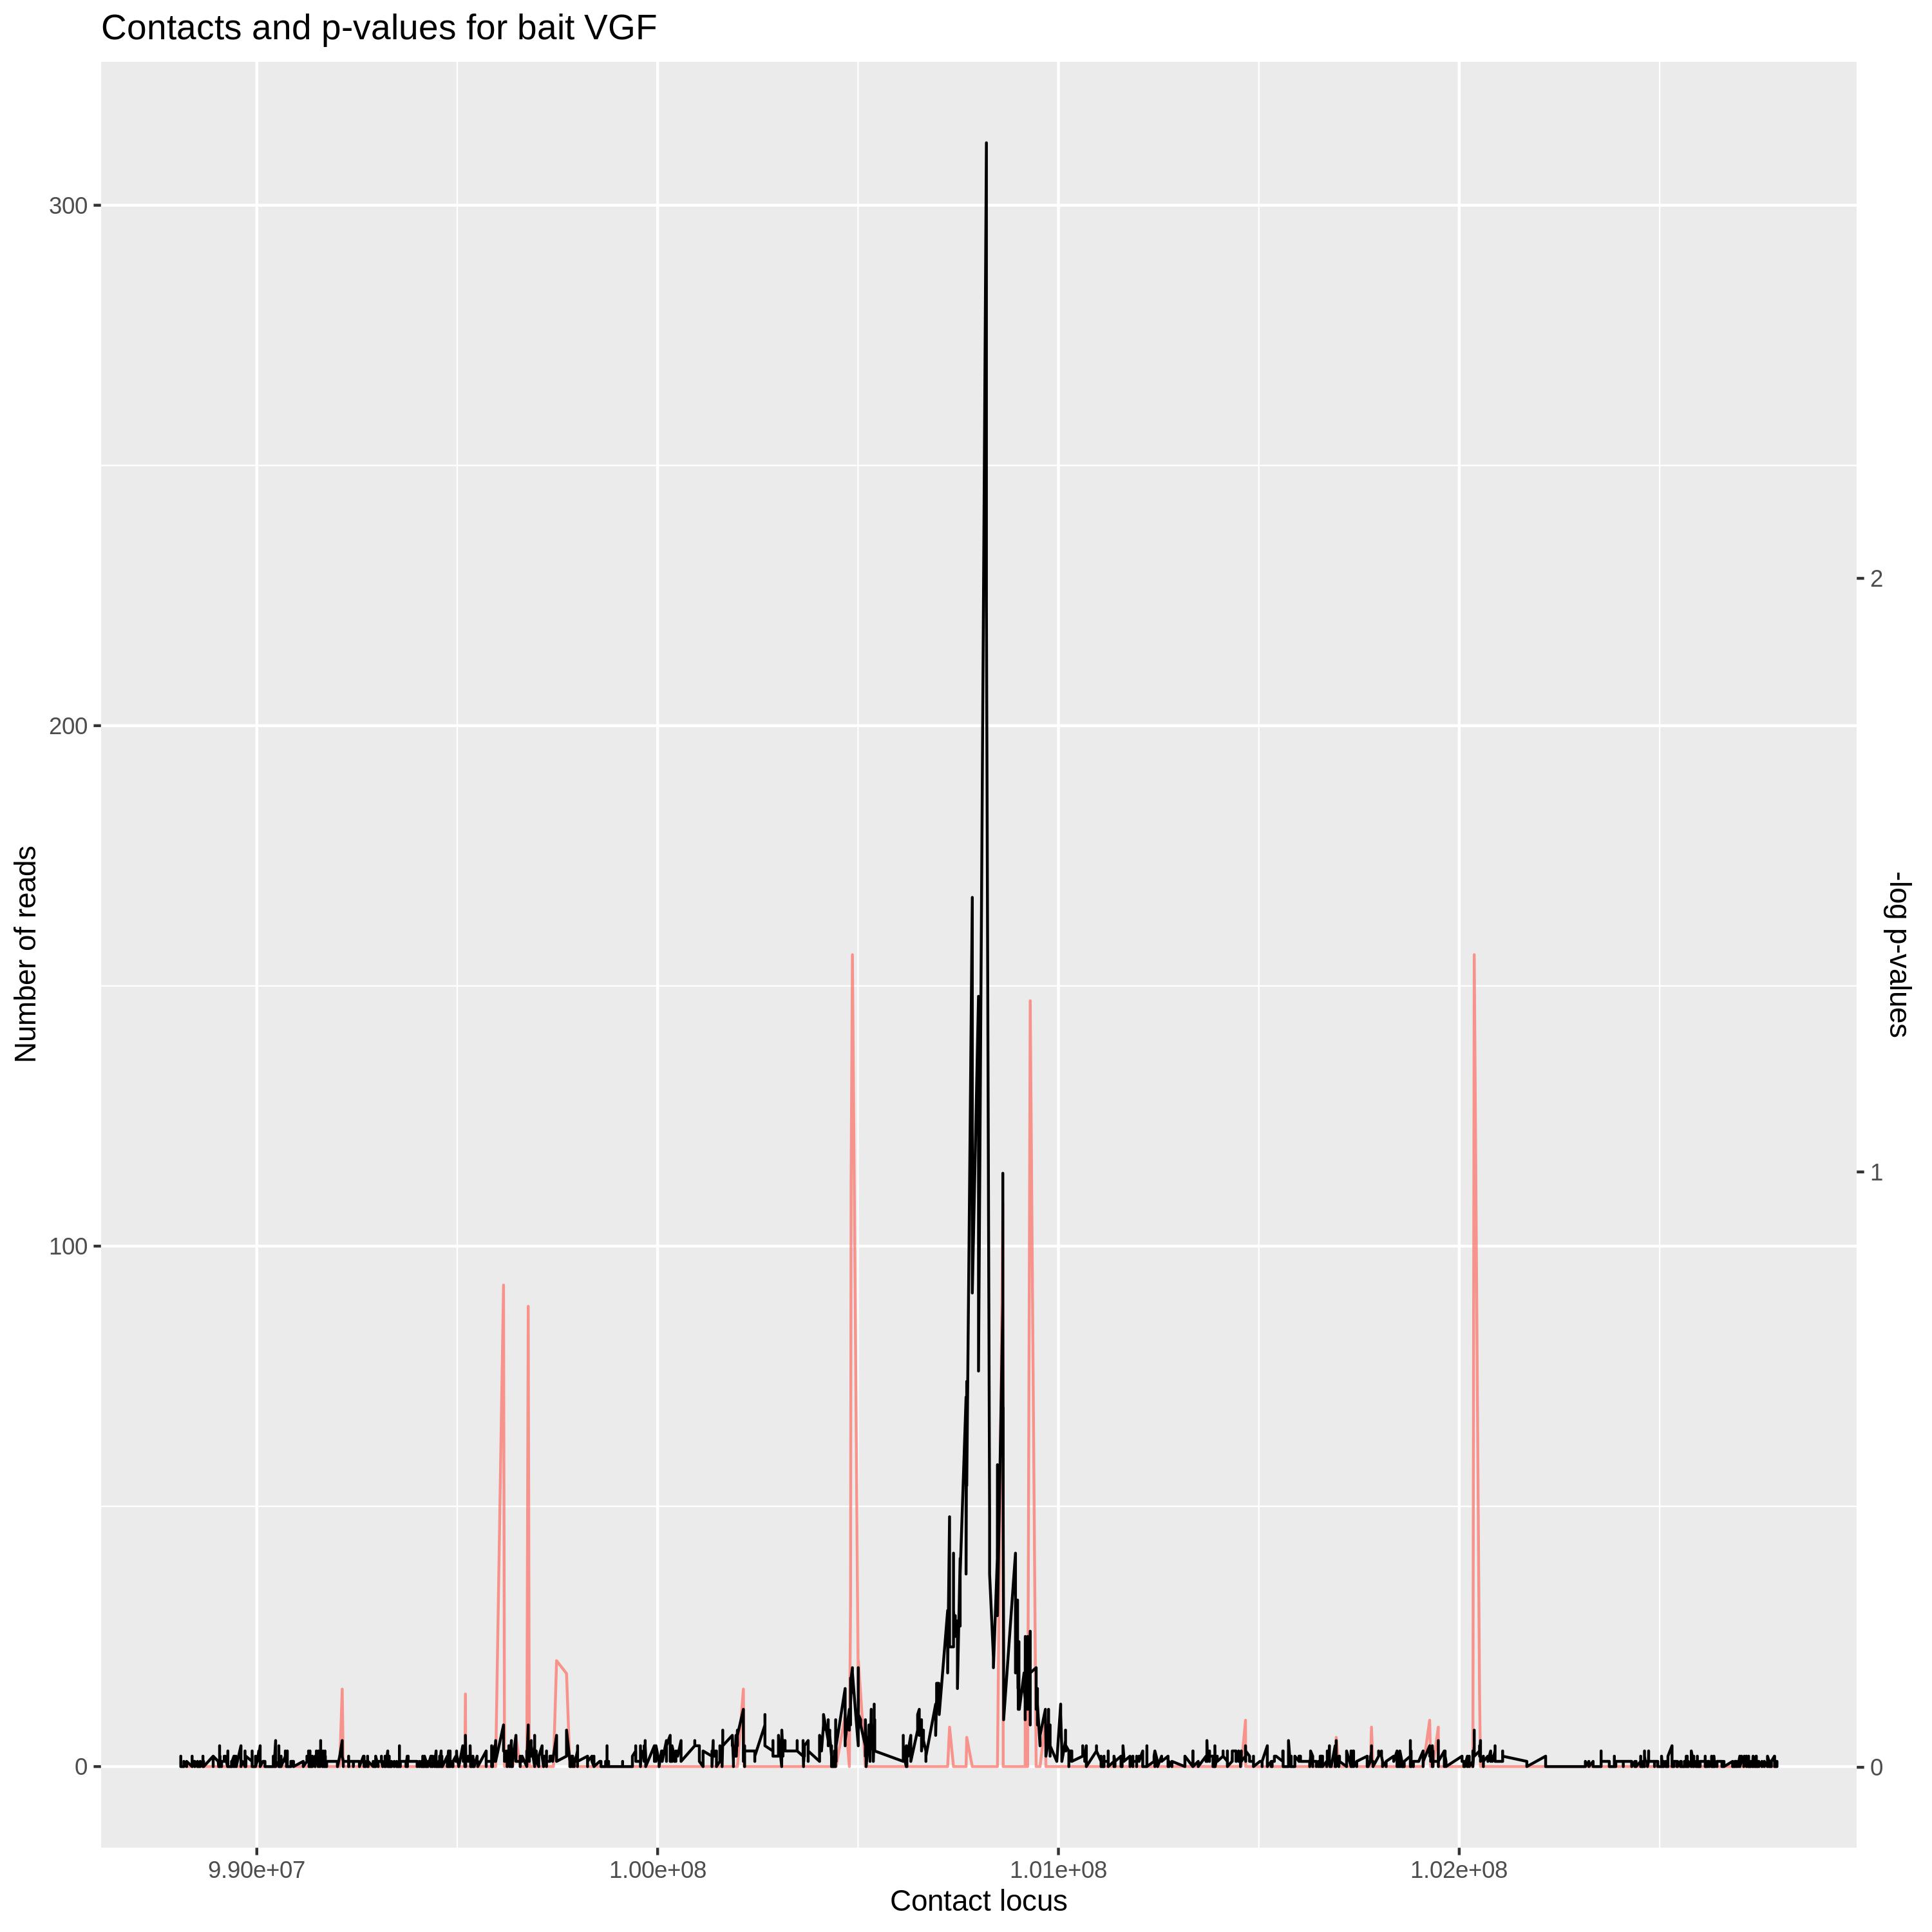 Contacts and p-values for bait VGF
300
200
100
0
Number of reads
2
1
0
-log p-values
9.90e+07
1.00e+08
1.01e+08
1.02e+08
Contact locus